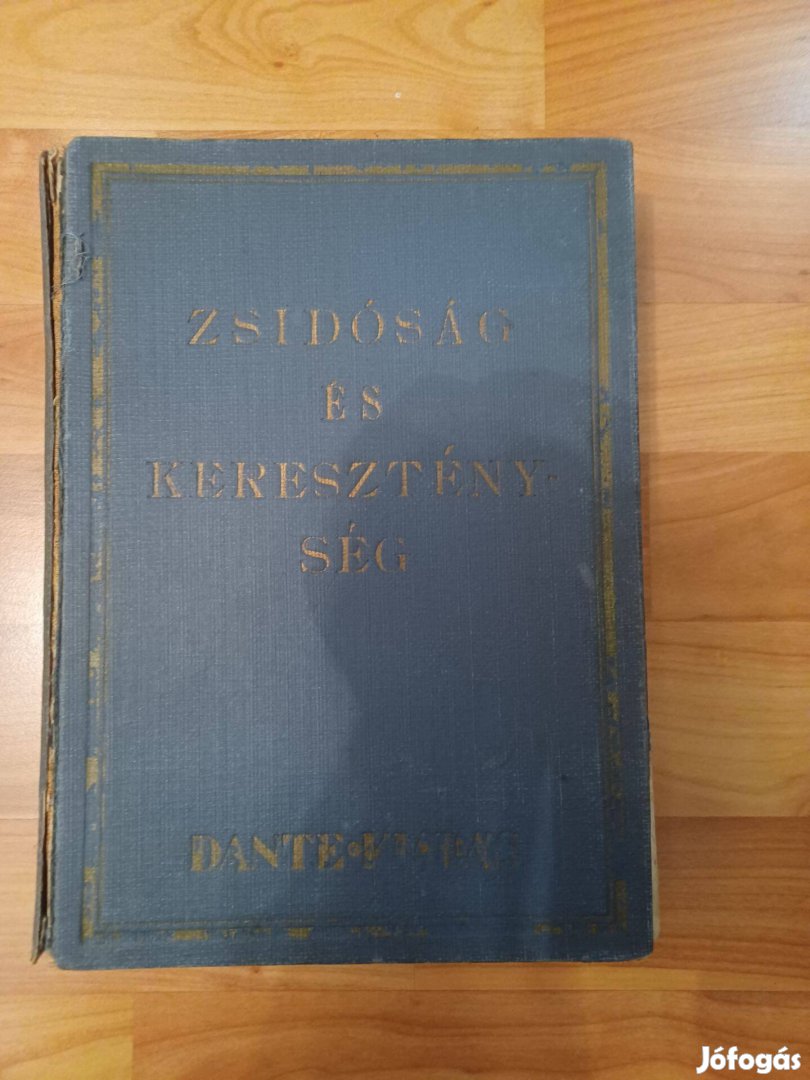 ZSIDÓSÁG
ÉS
KERESZTÉNY-
SÉG
DANTE
Jófogás